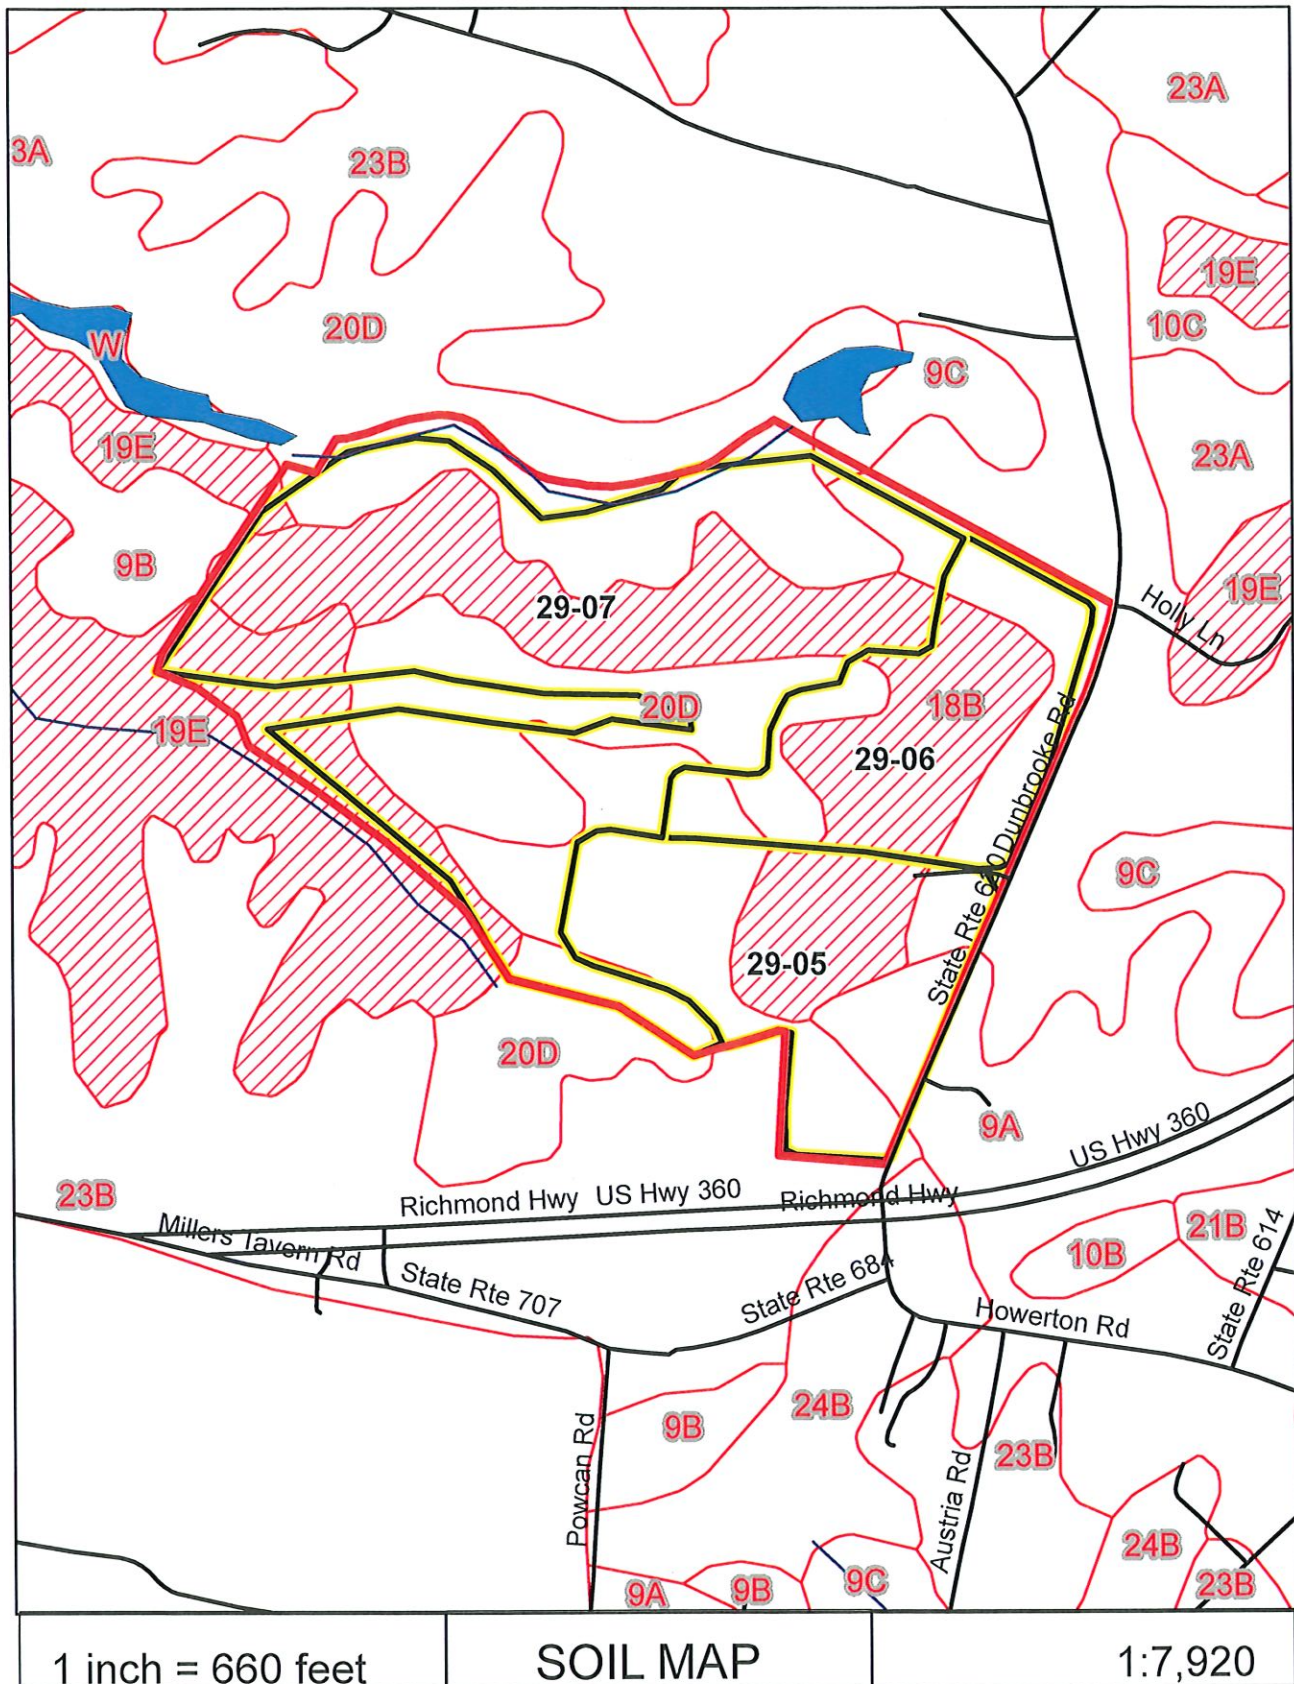 23A
3A
23B
19E
20D
10C
W
9C
19E
23A
9B
19E
29-07
Holly Ln
20D
18B
19E
29-06
State Rte 620 Dunbrooke Rd
9C
29-05
20D
9A
US Hwy 360
23B
Richmond Hwy US Hwy 360
Richmond Hwy
Millers Tavern Rd
21B
10B
State Rte 614
State Rte 707
State Rte 684
Howerton Rd
24B
9B
23B
Powcan Rd
Austria Rd
24B
9A
9B
9C
23B
1 inch = 660 feet
SOIL MAP
1:7,920